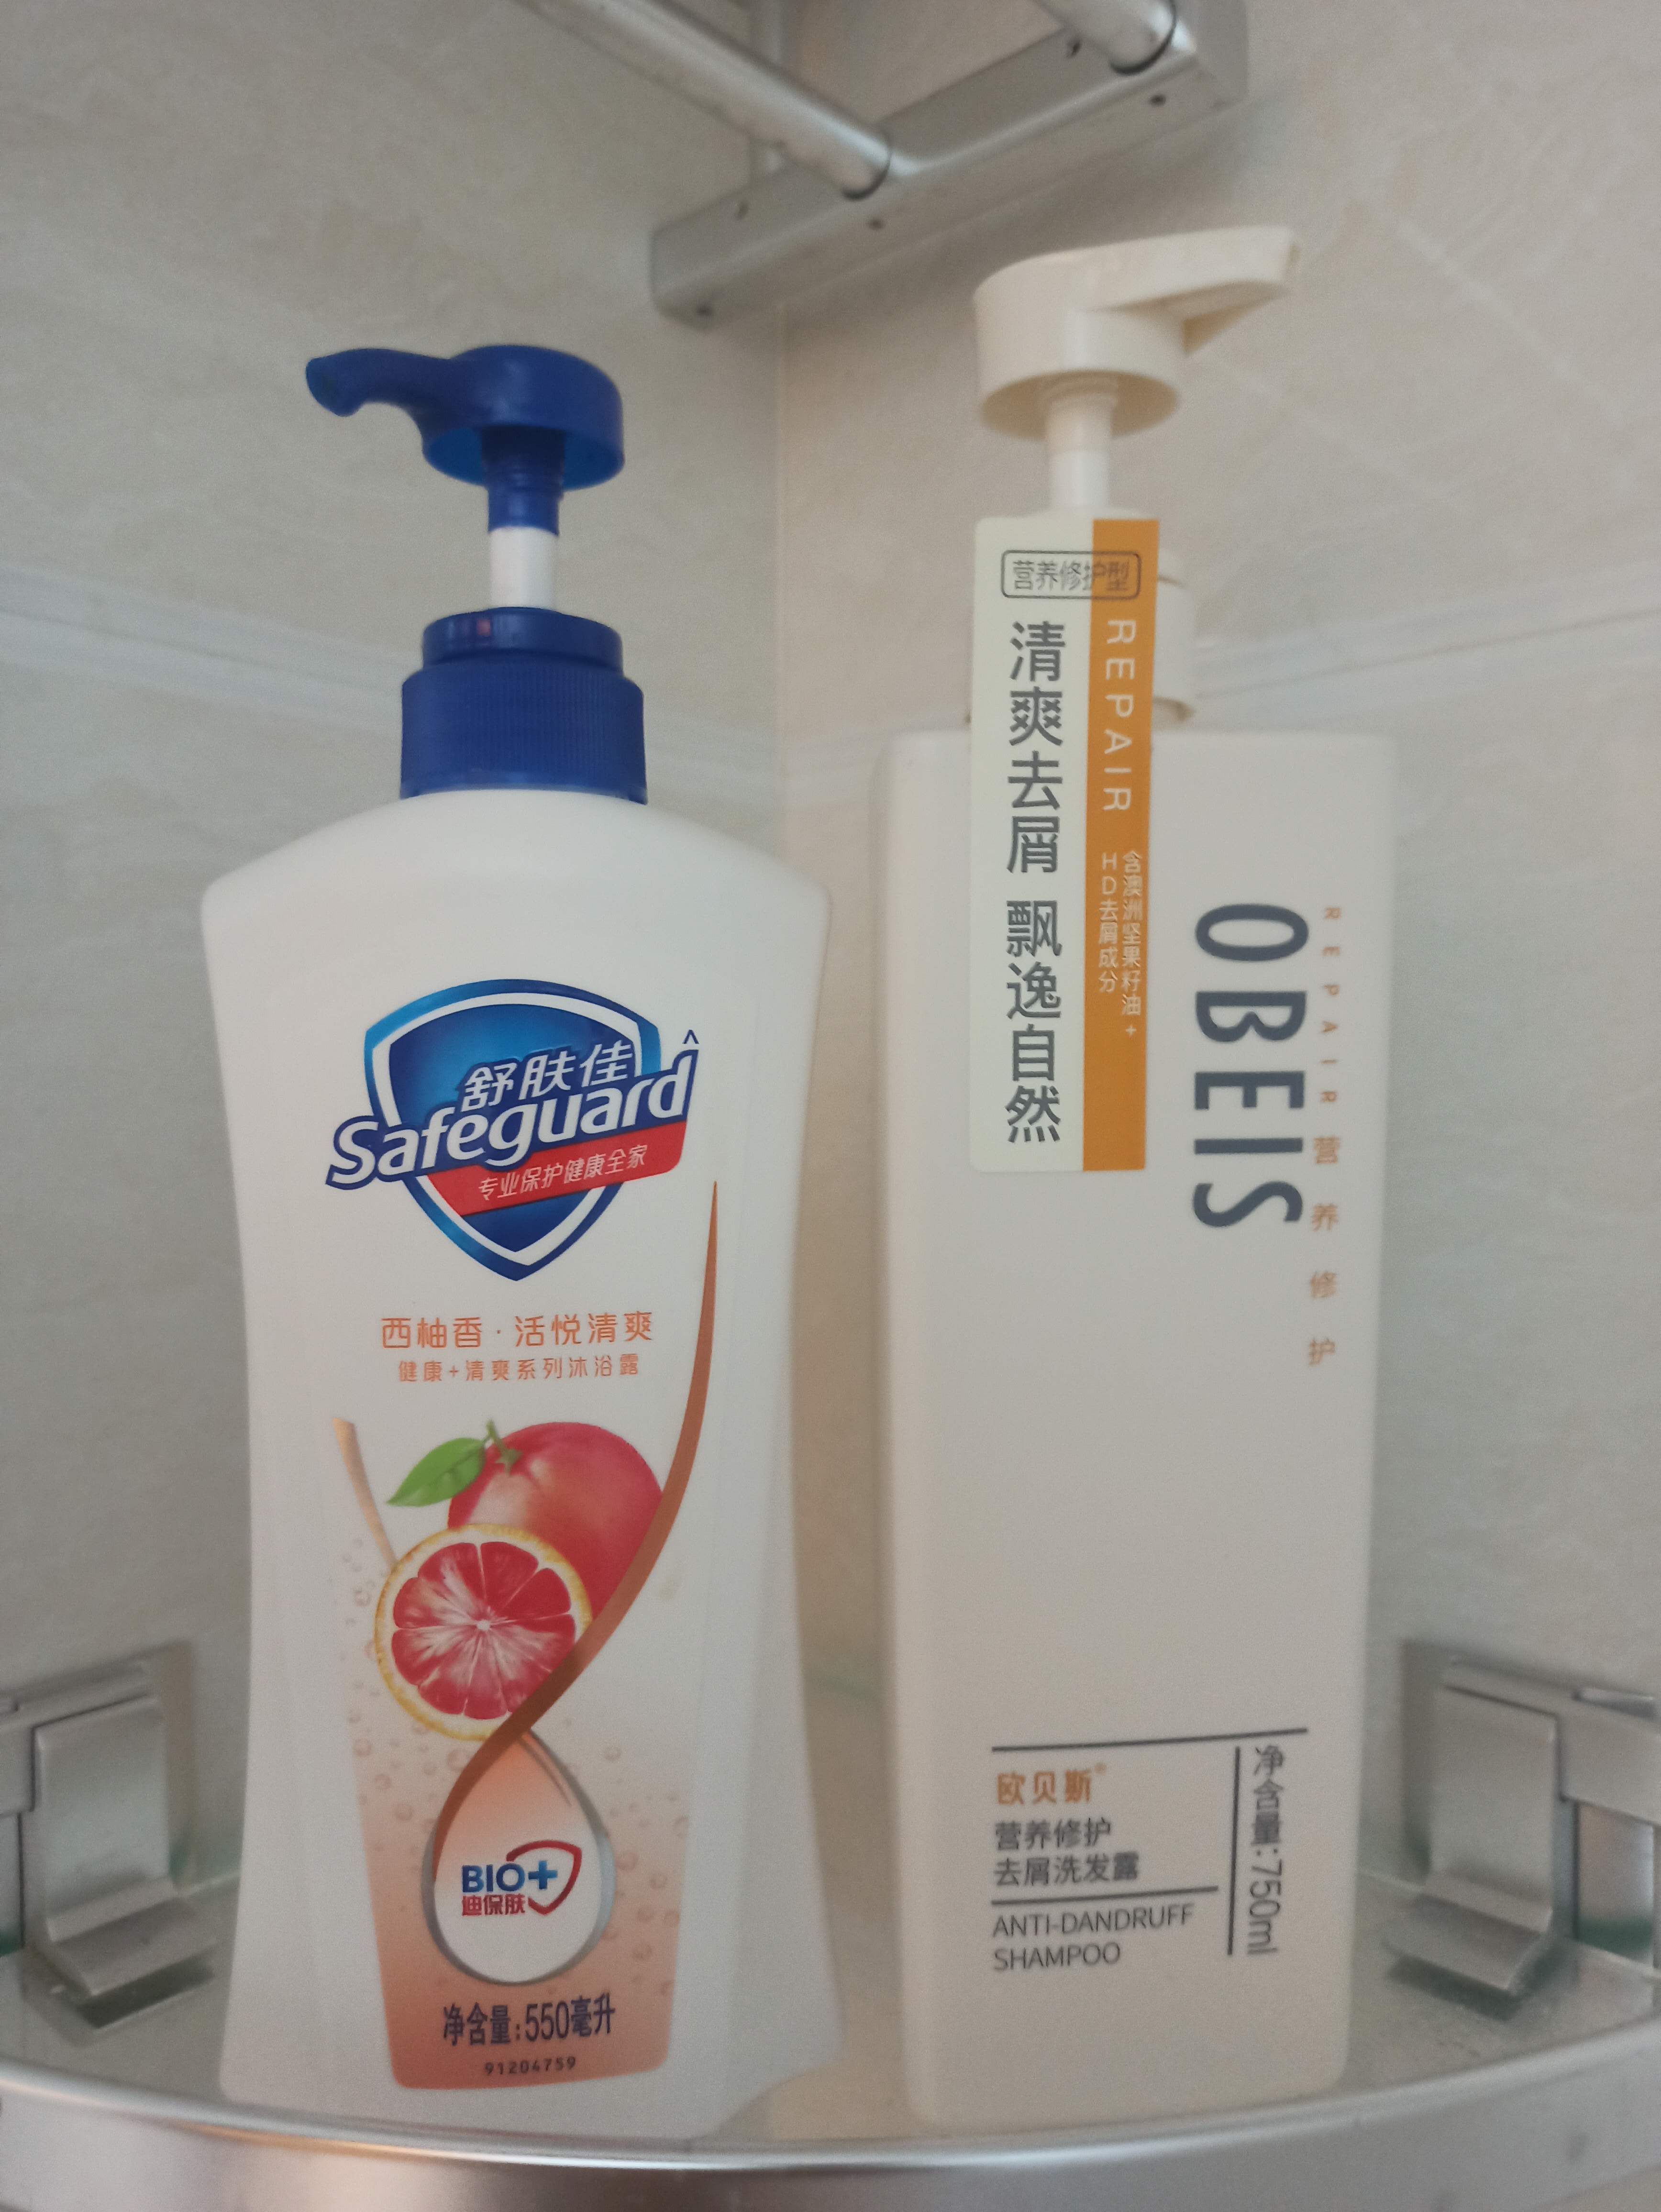 舒肤佳
Safeguard
专业保护健康全家
西柚香·活悦清爽
健康+清爽系列沐浴露
BIO+
迪保肤
净含量:550毫升
91204759
营养修护型
清爽去屑 飘逸自然
REPAIR
含澳洲坚果籽油+
HD去屑成分
OBEIS
REPAIR 营养修护
欧贝斯®
营养修护
去屑洗发露
ANTI-DANDRUFF
SHAMPOO
净含量:750ml